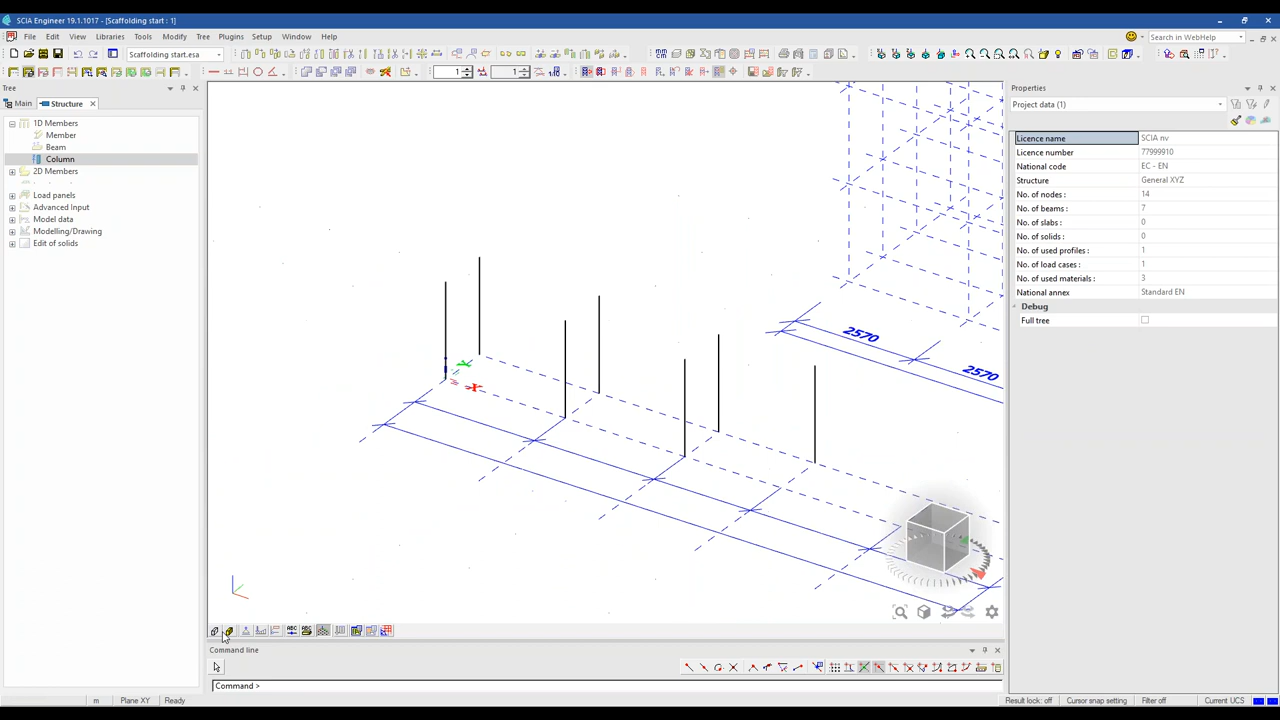 SCIA Engineer 19.1.1017 - [Scaffolding start : 1]
File Edit View Libraries Tools Modify Tree Plugins Setup Window Help
Search in WebHelp
Scaffolding start.esa
1
1
Tree
Main Structure
1D Members
Member
Beam
Column
2D Members
Load panels
Advanced Input
Model data
Modelling/Drawing
Edit of solids
2570
2570
X
Y
ABC ABC
Command line
Command >
Properties
Project data (1)
Licence name SCIA nv
Licence number 77999910
National code EC - EN
Structure General XYZ
No. of nodes : 14
No. of beams : 7
No. of slabs : 0
No. of solids : 0
No. of used profiles : 1
No. of load cases : 1
No. of used materials : 3
National annex Standard EN
Debug
Full tree
m Plane XY Ready Result lock: off Cursor snap setting Filter off Current UCS